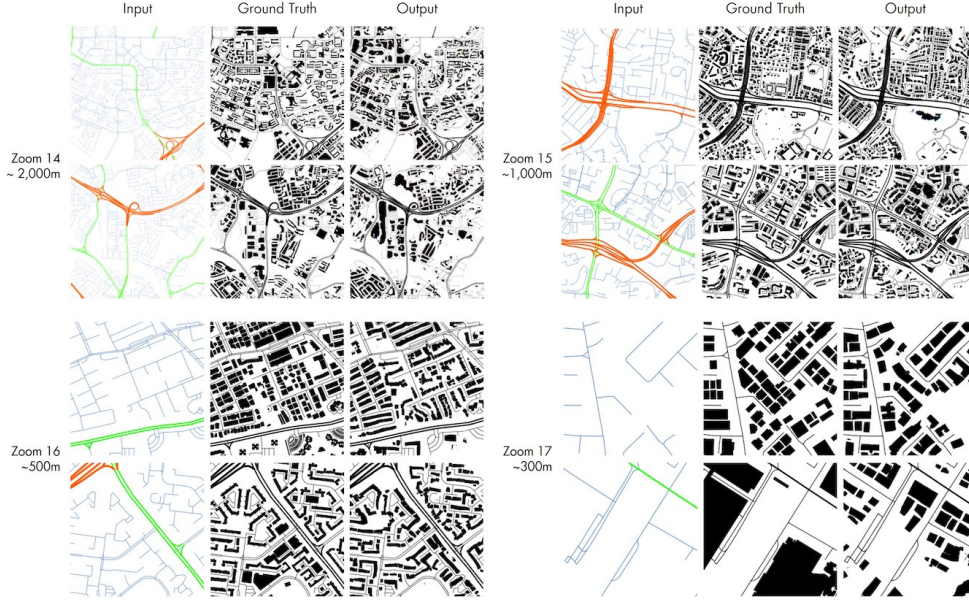 Input Ground Truth Output
Input Ground Truth Output
Zoom 14
~ 2,000m
Zoom 15
~1,000m
Zoom 16
~500m
Zoom 17
~300m